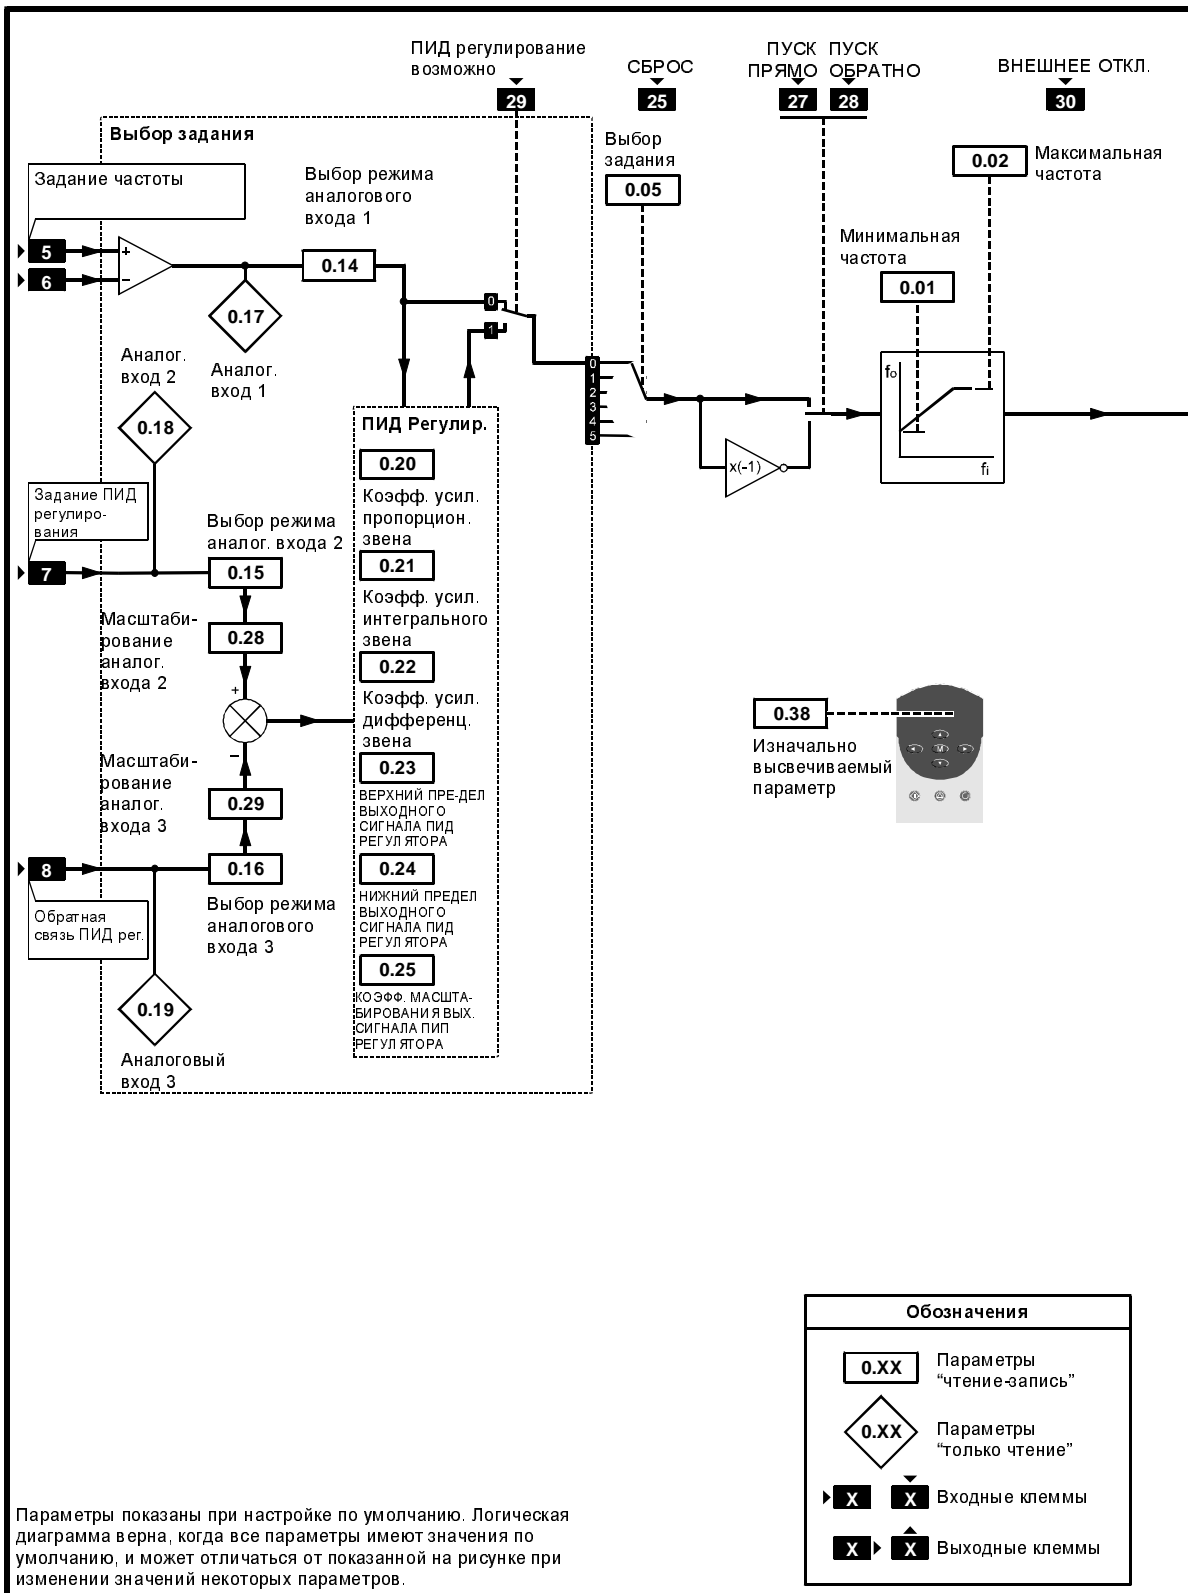 ПИД регулирование
возможно
29
СБРОС
25
ПУСК ПУСК
ПРЯМО ОБРАТНО
27 28
ВНЕШНЕЕ ОТКЛ.
30
Выбор задания
Задание частоты
5
6
+
−
Выбор режима
аналогового
входа 1
0.14
0.17
Аналог.
вход 1
0
1
Выбор
задания
0.05
0
1
2
3
4
5
x(-1)
0.02
Максимальная
частота
Минимальная
частота
0.01
fo
fi
Аналог.
вход 2
0.18
Задание ПИД
регулиро-
вания
7
Выбор режима
аналог. входа 2
0.15
Масштаби-
рование
аналог.
входа 2
0.28
+
−
Масштаби-
рование
аналог.
входа 3
0.29
8
0.16
Обратная
связь ПИД рег.
Выбор режима
аналогового
входа 3
0.19
Аналоговый
вход 3
ПИД Регулир.
0.20
Коэфф. усил.
пропорцион.
звена
0.21
Коэфф. усил.
интегрального
звена
0.22
Коэфф. усил.
дифференц.
звена
0.23
ВЕРХНИЙ ПРЕ-ДЕЛ
ВЫХОДНОГО
СИГНАЛА ПИД
РЕГУЛЯТОРА
0.24
НИЖНИЙ ПРЕДЕЛ
ВЫХОДНОГО
СИГНАЛА ПИД
РЕГУЛЯТОРА
0.25
КОЭФФ. МАСШТА-
БИРОВАНИЯ ВЫХ.
СИГНАЛА ПИП
РЕГУЛЯТОРА
0.38
Изначально
высвечиваемый
параметр
M
Обозначения
0.XX
Параметры
“чтение-запись”
0.XX
Параметры
“только чтение”
X X Входные клеммы
X X Выходные клеммы
Параметры показаны при настройке по умолчанию. Логическая
диаграмма верна, когда все параметры имеют значения по
умолчанию, и может отличаться от показанной на рисунке при
изменении значений некоторых параметров.